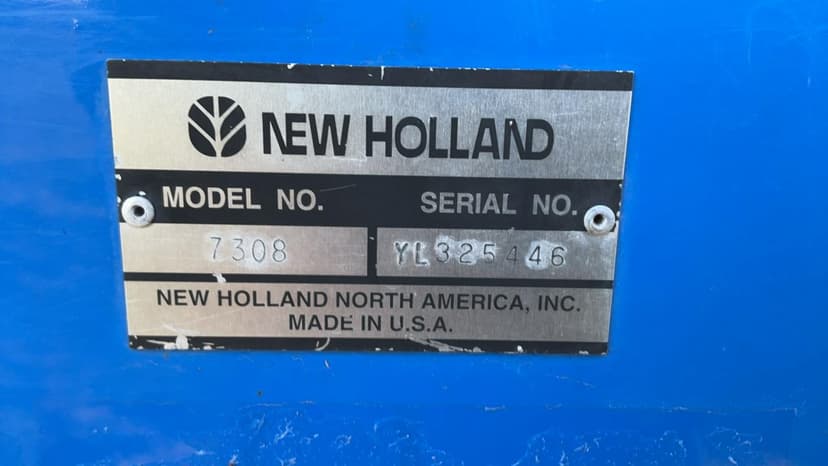 NEW HOLLAND
MODEL NO. SERIAL NO.
7308 YL325446
NEW HOLLAND NORTH AMERICA, INC.
MADE IN U.S.A.